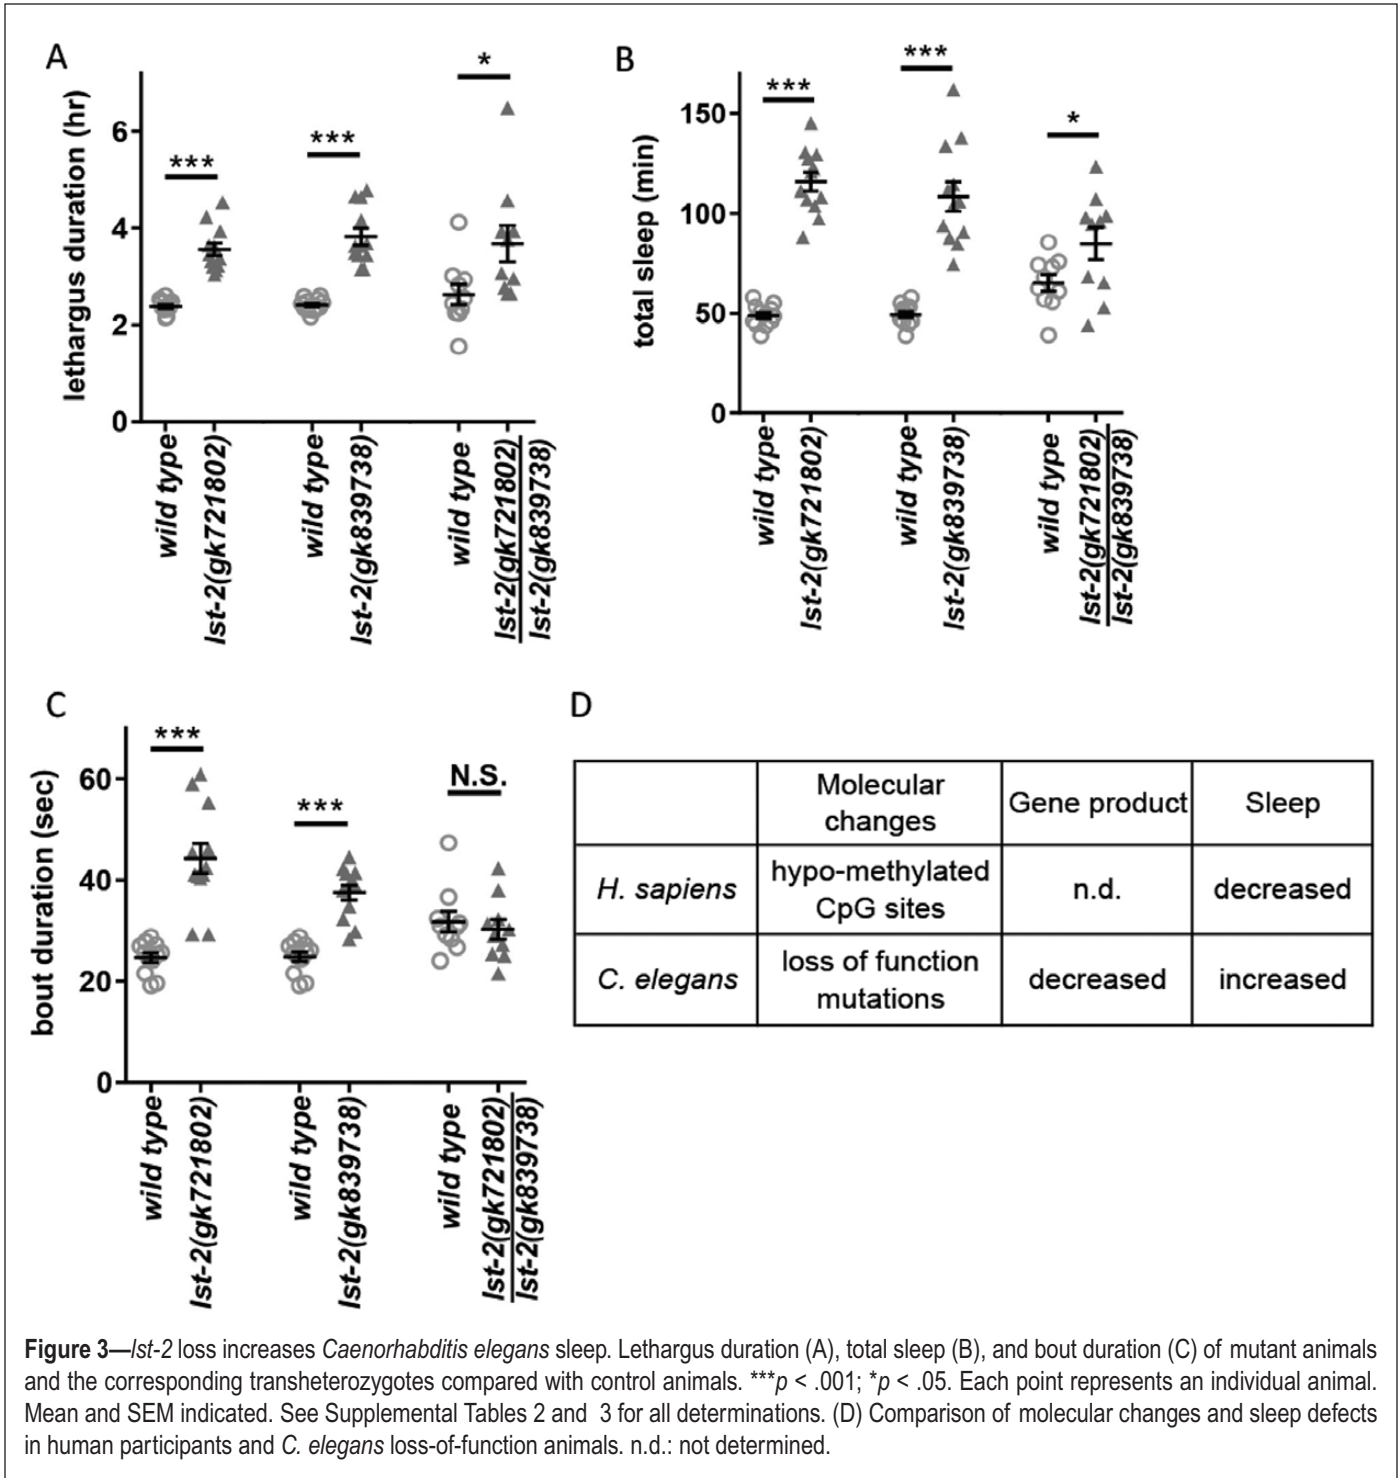 A
lethargus duration (hr)
6
4
2
0
***
***
*
wild type
lst-2(gk721802)
wild type
lst-2(gk839738)
wild type
lst-2(gk721802)
lst-2(gk839738)
B
total sleep (min)
150
100
50
0
***
***
*
wild type
lst-2(gk721802)
wild type
lst-2(gk839738)
wild type
lst-2(gk721802)
lst-2(gk839738)
C
bout duration (sec)
60
40
20
0
***
***
N.S.
wild type
lst-2(gk721802)
wild type
lst-2(gk839738)
wild type
lst-2(gk721802)
lst-2(gk839738)
D
Molecular
changes
Gene product
Sleep
H. sapiens
hypo-methylated
CpG sites
n.d.
decreased
C. elegans
loss of function
mutations
decreased
increased
Figure 3—lst-2 loss increases Caenorhabditis elegans sleep. Lethargus duration (A), total sleep (B), and bout duration (C) of mutant animals
and the corresponding transheterozygotes compared with control animals. ***p < .001; *p < .05. Each point represents an individual animal.
Mean and SEM indicated. See Supplemental Tables 2 and 3 for all determinations. (D) Comparison of molecular changes and sleep defects
in human participants and C. elegans loss-of-function animals. n.d.: not determined.